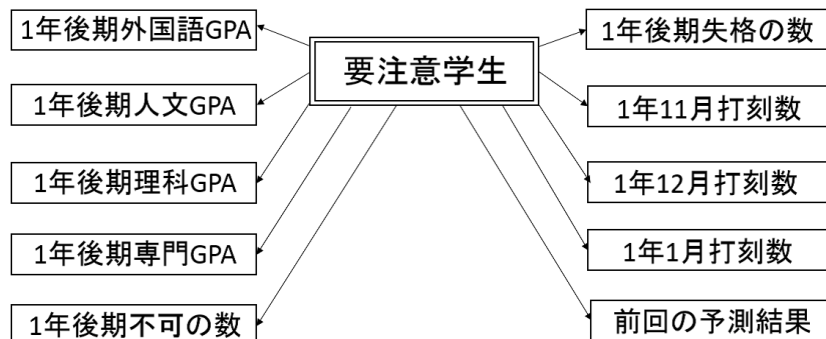 1年後期外国語GPA
1年後期人文GPA
1年後期理科GPA
1年後期専門GPA
1年後期不可の数
要注意学生
1年後期失格の数
1年11月打刻数
1年12月打刻数
1年1月打刻数
前回の予測結果